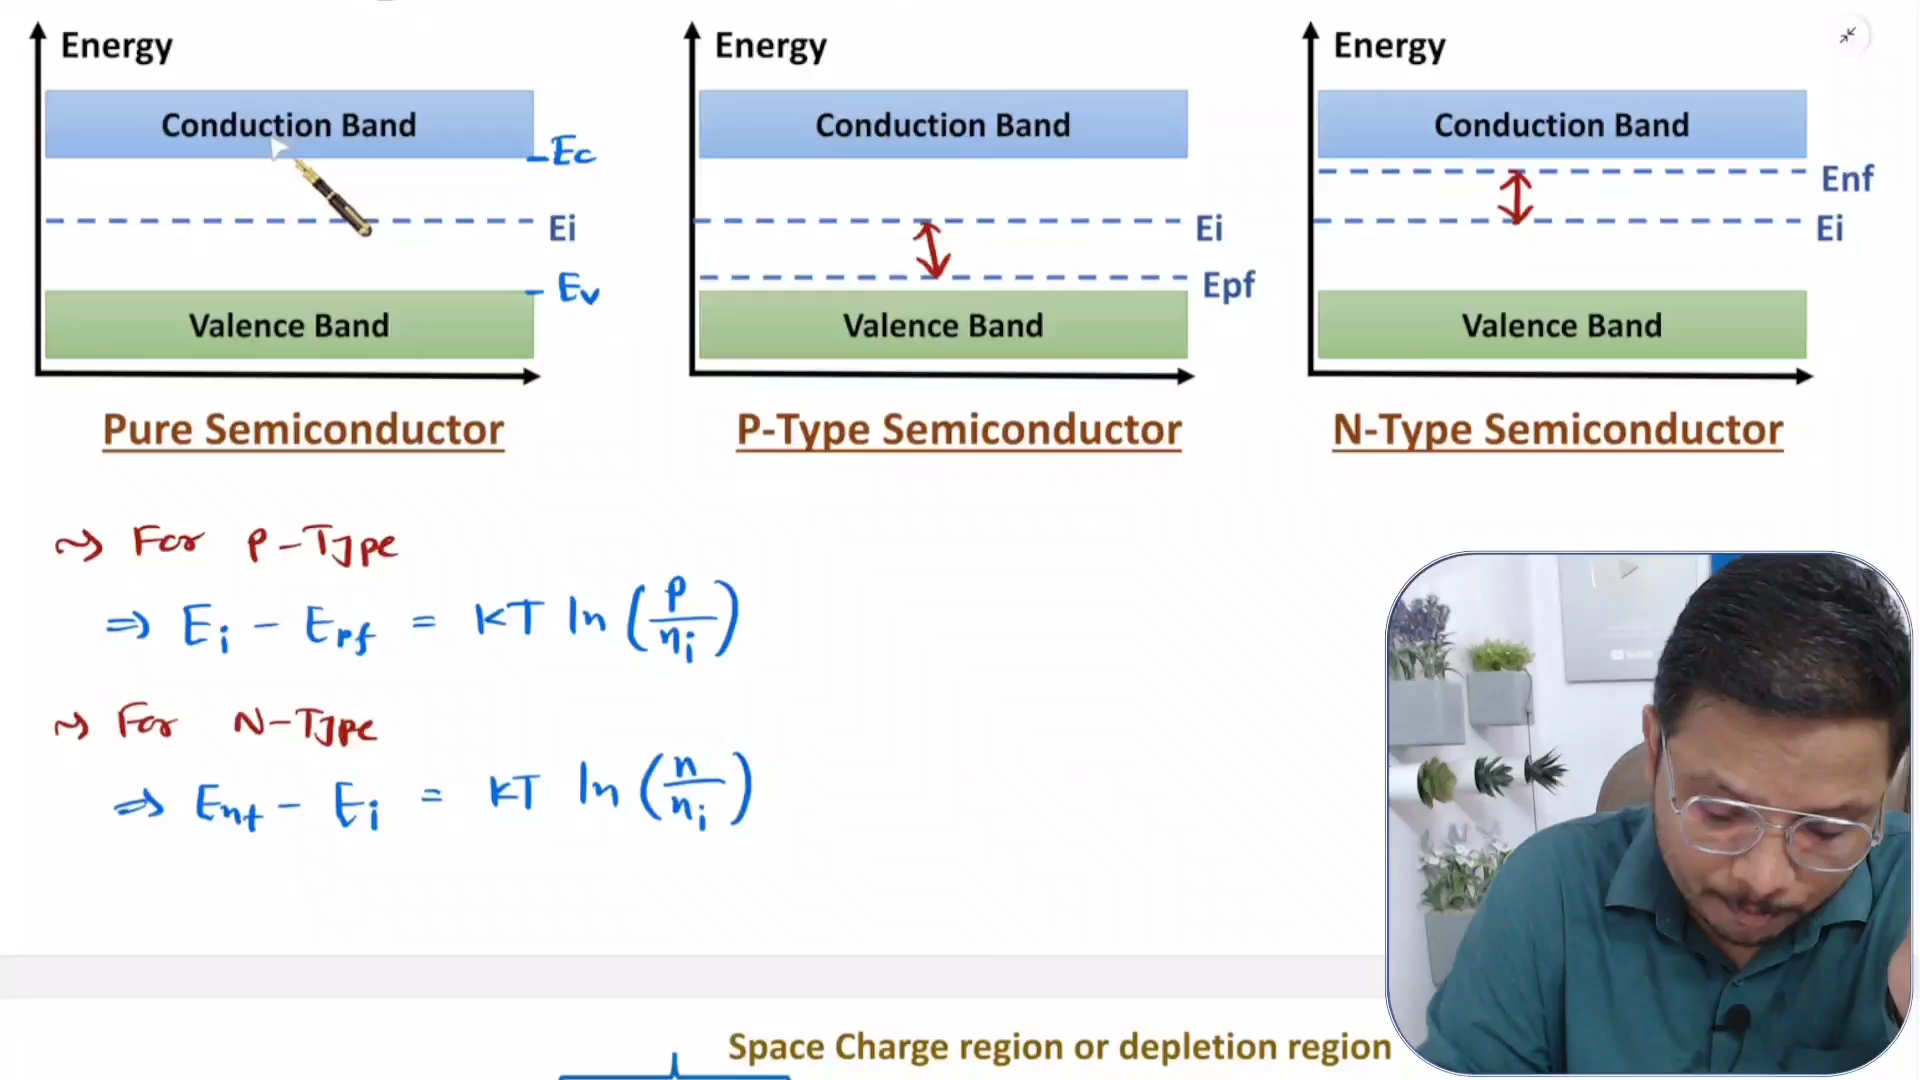 Energy
Conduction Band
Ec
Ei
Ev
Valence Band
Pure Semiconductor
Energy
Conduction Band
Ei
Epf
Valence Band
P-Type Semiconductor
Energy
Conduction Band
Enf
Ei
Valence Band
N-Type Semiconductor
For P-Type
⇒ Ei - Epf = KT ln (p/ni)
For N-Type
⇒ Enf - Ei = KT ln (n/ni)
Space Charge region or depletion region